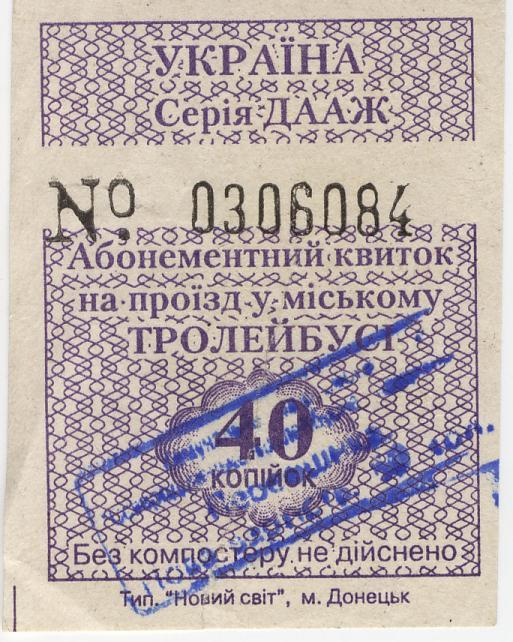 УКРАЇНА
Серія ДААЖ
№ 0306084
Абонементний квиток
на проїзд у міському
ТРОЛЕЙБУСІ
40
КОПІЙОК
Без компостеру не дійснено
Тип. "Новий світ", м. Донецьк